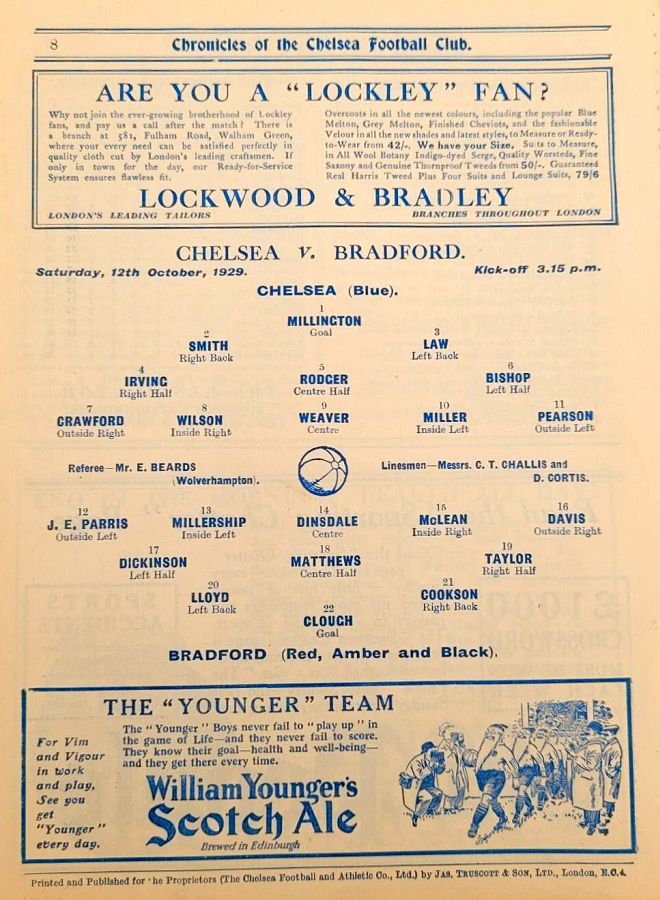 8
Chronicles of the Chelsea Football Club.
ARE YOU A "LOCKLEY" FAN?
Why not join the ever-growing brotherhood of Lockley
fans, and pay us a call after the match? There is
a branch at 581, Fulham Road, Walham Green,
where your every need can be satisfied perfectly in
quality cloth cut by London's leading craftsmen. If
only in town for the day, our Ready-for-Service
System ensures flawless fit.
Overcoats in all the newest colours, including the popular Blue
Melton, Grey Melton, Finished Cheviots, and the fashionable
Velour in all the new shades and latest styles, to Measure or Ready-
to-Wear from 42/-. We have your Size. Suits to Measure,
in All Wool Botany Indigo-dyed Serge, Quality Worsteds, Fine
Saxony and Genuine Thornproof Tweeds from 50/-. Guaranteed
Real Harris Tweed Plus Four Suits and Lounge Suits, 79/6
LOCKWOOD & BRADLEY
LONDON'S LEADING TAILORS
BRANCHES THROUGHOUT LONDON
CHELSEA v. BRADFORD.
Saturday, 12th October, 1929.
Kick-off 3.15 p.m.
CHELSEA (Blue).
1
MILLINGTON
Goal
2
SMITH
Right Back
3
LAW
Left Back
4
IRVING
Right Half
5
RODGER
Centre Half
6
BISHOP
Left Half
7
CRAWFORD
Outside Right
8
WILSON
Inside Right
9
WEAVER
Centre
10
MILLER
Inside Left
11
PEARSON
Outside Left
Referee—Mr. E. BEARDS
(Wolverhampton).
Linesmen—Messrs. C. T. CHALLIS and
D. CORTIS.
12
J. E. PARRIS
Outside Left
13
MILLERSHIP
Inside Left
14
DINSDALE
Centre
15
McLEAN
Inside Right
16
DAVIS
Outside Right
17
DICKINSON
Left Half
18
MATTHEWS
Centre Half
19
TAYLOR
Right Half
20
LLOYD
Left Back
21
COOKSON
Right Back
22
CLOUGH
Goal
BRADFORD (Red, Amber and Black).
THE "YOUNGER" TEAM
For Vim
and Vigour
in work
and play,
See you
get
"Younger"
every day.
The "Younger" Boys never fail to "play up" in
the game of Life—and they never fail to score.
They know their goal—health and well-being—
and they get there every time.
William Younger's
Scotch Ale
Brewed in Edinburgh
Printed and Published for the Proprietors (The Chelsea Football and Athletic Co., Ltd.) by JAS. TRUSCOTT & SON, LTD., London, E.C.4.